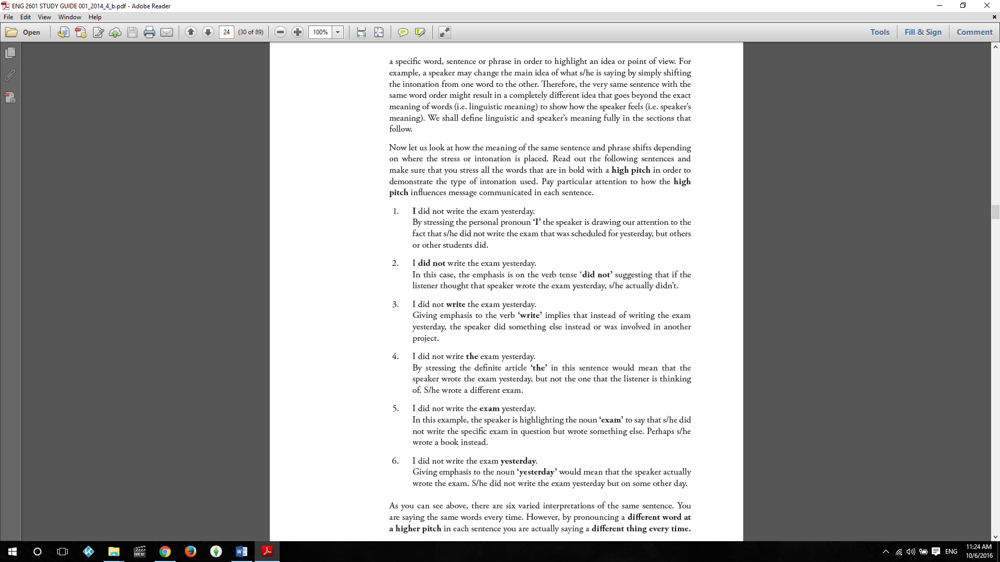 ENG 2601 STUDY GUIDE 001_2014_4_b.pdf - Adobe Reader
File Edit View Window Help
Open 24 (30 of 89) 100% Tools Fill & Sign Comment
a specific word, sentence or phrase in order to highlight an idea or point of view. For
example, a speaker may change the main idea of what s/he is saying by simply shifting
the intonation from one word to the other. Therefore, the very same sentence with the
same word order might result in a completely different idea that goes beyond the exact
meaning of words (i.e. linguistic meaning) to show how the speaker feels (i.e. speaker's
meaning). We shall define linguistic and speaker's meaning fully in the sections that
follow.
Now let us look at how the meaning of the same sentence and phrase shifts depending
on where the stress or intonation is placed. Read out the following sentences and
make sure that you stress all the words that are in bold with a high pitch in order to
demonstrate the type of intonation used. Pay particular attention to how the high
pitch influences message communicated in each sentence.
1. I did not write the exam yesterday.
By stressing the personal pronoun 'I' the speaker is drawing our attention to the
fact that s/he did not write the exam that was scheduled for yesterday, but others
or other students did.
2. I did not write the exam yesterday.
In this case, the emphasis is on the verb tense 'did not' suggesting that if the
listener thought that speaker wrote the exam yesterday, s/he actually didn't.
3. I did not write the exam yesterday.
Giving emphasis to the verb 'write' implies that instead of writing the exam
yesterday, the speaker did something else instead or was involved in another
project.
4. I did not write the exam yesterday.
By stressing the definite article 'the' in this sentence would mean that the
speaker wrote the exam yesterday, but not the one that the listener is thinking
of. S/he wrote a different exam.
5. I did not write the exam yesterday.
In this example, the speaker is highlighting the noun 'exam' to say that s/he did
not write the specific exam in question but wrote something else. Perhaps s/he
wrote a book instead.
6. I did not write the exam yesterday.
Giving emphasis to the noun 'yesterday' would mean that the speaker actually
wrote the exam. S/he did not write the exam yesterday but on some other day.
As you can see above, there are six varied interpretations of the same sentence. You
are saying the same words every time. However, by pronouncing a different word at
a higher pitch in each sentence you are actually saying a different thing every time.
ENG
11:24 AM
10/6/2016